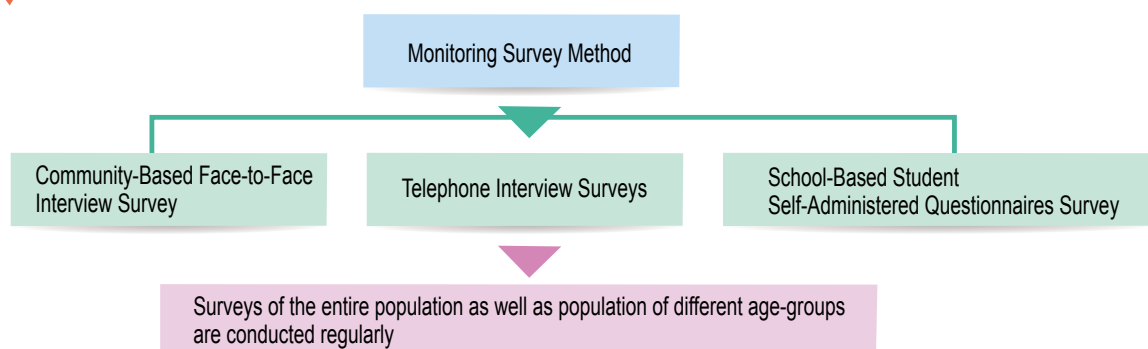 Monitoring Survey Method
Community-Based Face-to-Face
Interview Survey
Telephone Interview Surveys
School-Based Student
Self-Administered Questionnaires Survey
Surveys of the entire population as well as population of different age-groups
are conducted regularly